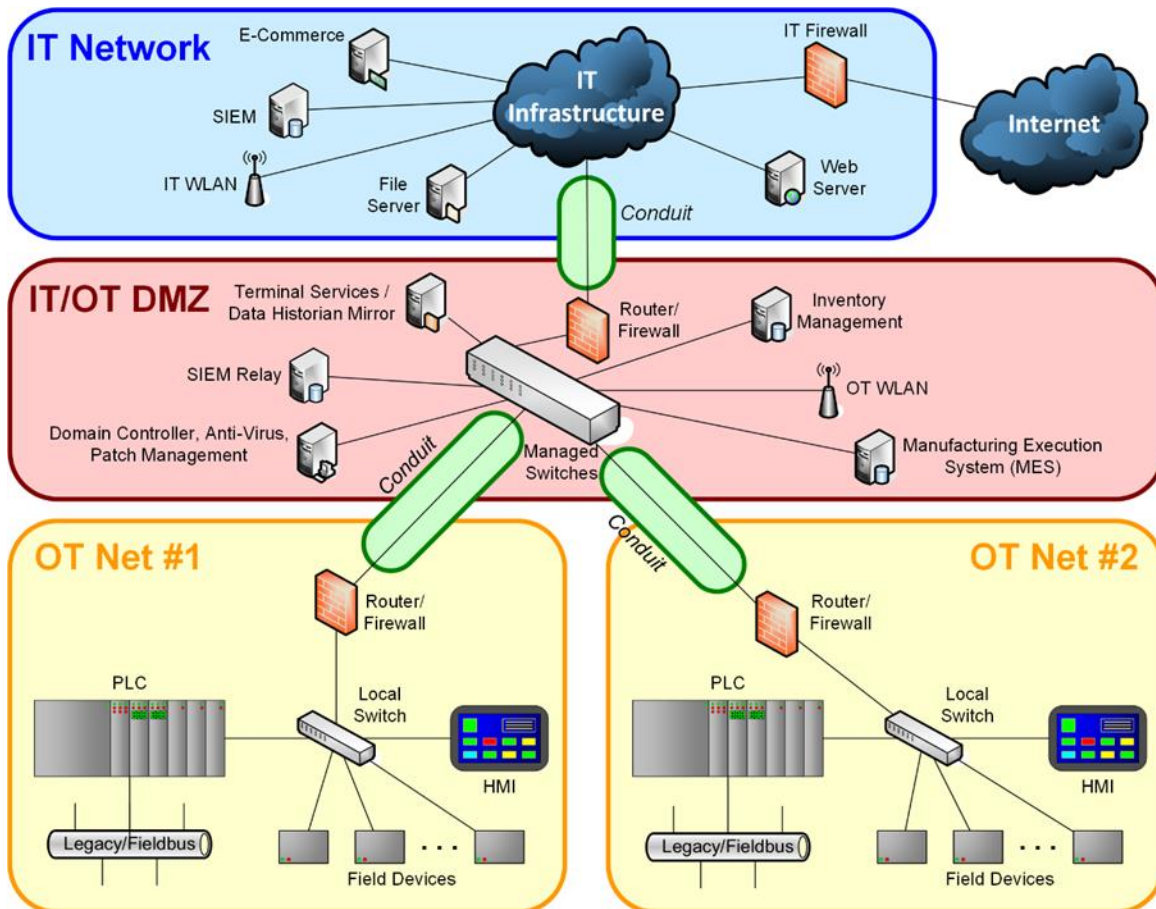 IT Network
E-Commerce
SIEM
IT WLAN
File
Server
IT
Infrastructure
IT Firewall
Internet
Web
Server
Conduit
IT/OT DMZ
Terminal Services /
Data Historian Mirror
Router/
Firewall
Inventory
Management
SIEM Relay
OT WLAN
Domain Controller, Anti-Virus,
Patch Management
Managed
Switches
Manufacturing Execution
System (MES)
Conduit
Conduit
OT Net #1
Router/
Firewall
PLC
Local
Switch
HMI
Legacy/Fieldbus
Field Devices
OT Net #2
Router/
Firewall
PLC
Local
Switch
HMI
Legacy/Fieldbus
Field Devices